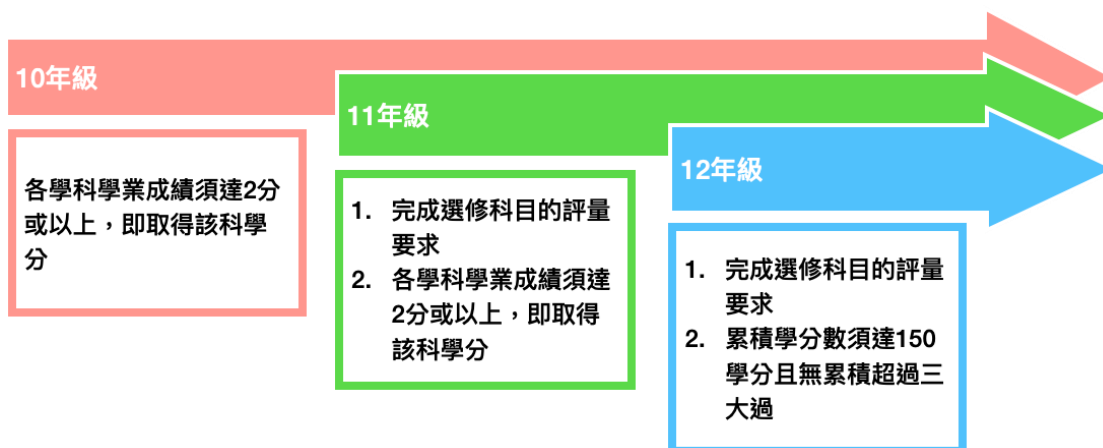 10年級
各學科學業成績須達2分
或以上，即取得該科學
分
11年級
1. 完成選修科目的評量
要求
2. 各學科學業成績須達
2分或以上，即取得
該科學分
12年級
1. 完成選修科目的評量
要求
2. 累積學分數須達150
學分且無累積超過三
大過